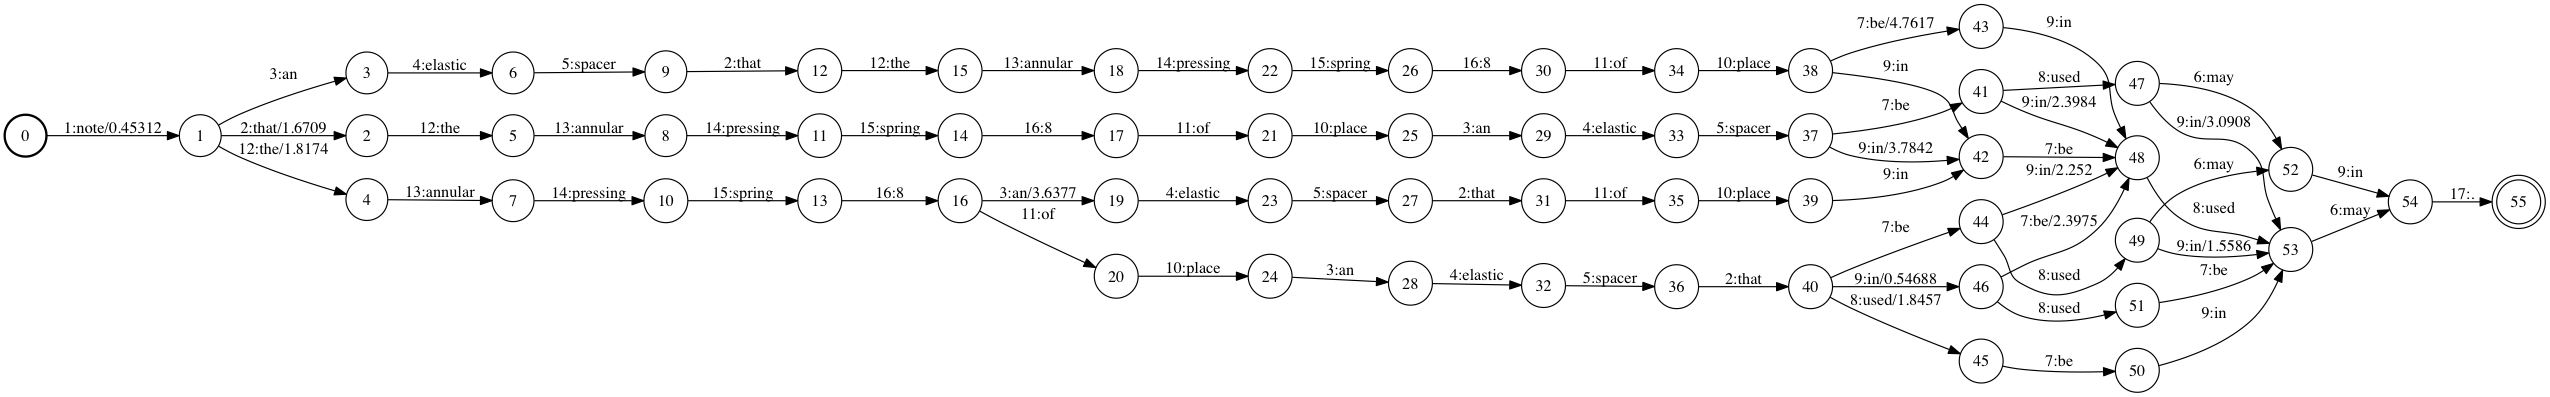 0 1:note/0.45312 1
3:an 3 4:elastic 6 5:spacer 9 2:that 12 12:the 15 13:annular 18 14:pressing 22 15:spring 26 16:8 30 11:of 34 10:place 38
2:that/1.6709 2 12:the 5 13:annular 8 14:pressing 11 15:spring 14 16:8 17 11:of 21 10:place 25 3:an 29 4:elastic 33 5:spacer 37
12:the/1.8174 4 13:annular 7 14:pressing 10 15:spring 13 16:8 16 3:an/3.6377 19 4:elastic 23 5:spacer 27 2:that 31 11:of 35 10:place 39
11:of 20 10:place 24 3:an 28 4:elastic 32 5:spacer 36 2:that 40
7:be/4.7617 43 9:in
9:in
7:be 41 8:used 47 6:may
9:in/2.3984
9:in/3.0908
9:in/3.7842 42 7:be 48
9:in
9:in/2.252
6:may 52 9:in
7:be 44 7:be/2.3975
8:used
8:used 49 9:in/1.5586 53 6:may 54 17:. 55
9:in/0.54688 46 8:used 51 7:be
8:used/1.8457 45 7:be 50 9:in